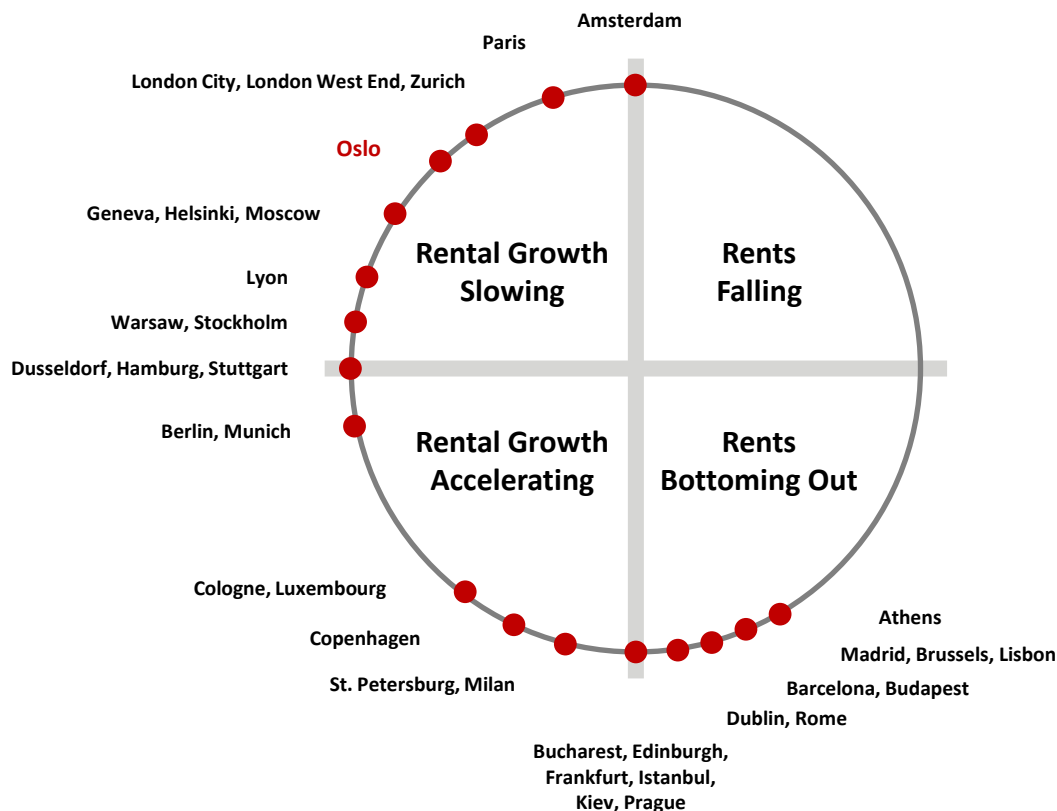 Amsterdam
Paris
London City, London West End, Zurich
Oslo
Geneva, Helsinki, Moscow
Rental Growth
Slowing
Rents
Falling
Lyon
Warsaw, Stockholm
Dusseldorf, Hamburg, Stuttgart
Berlin, Munich
Rental Growth
Accelerating
Rents
Bottoming Out
Cologne, Luxembourg
Athens
Copenhagen
Madrid, Brussels, Lisbon
St. Petersburg, Milan
Barcelona, Budapest
Dublin, Rome
Bucharest, Edinburgh,
Frankfurt, Istanbul,
Kiev, Prague